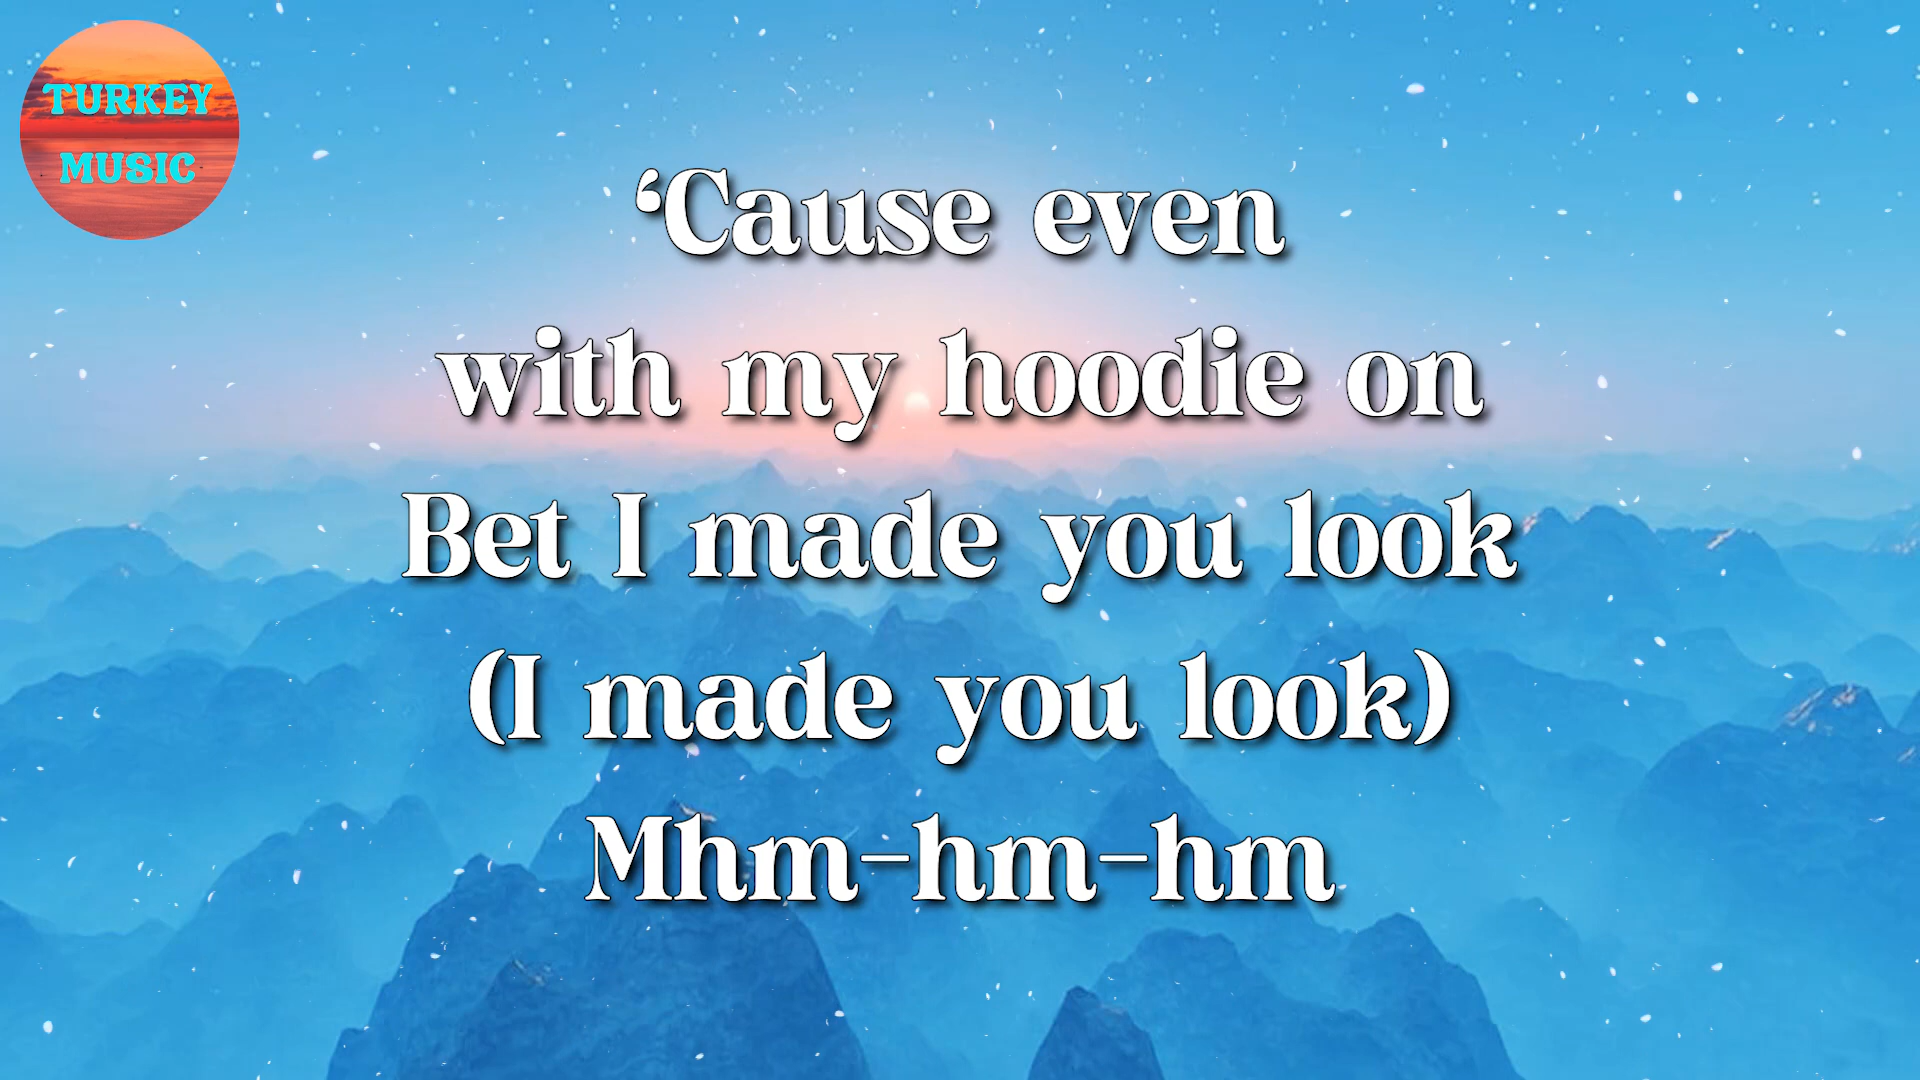 TURKEY
MUSIC
‘Cause even
with my hoodie on
Bet I made you look
(I made you look)
Mhm-hm-hm